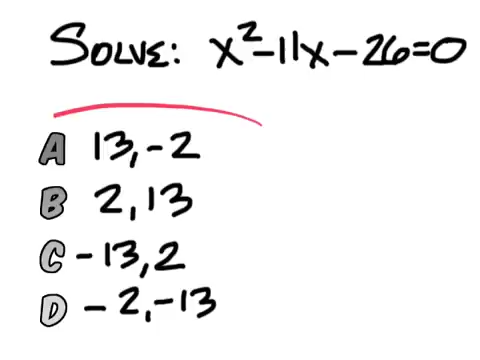 SOLVE: x²-11x-26=0
A 13,-2
B 2,13
C -13,2
D -2,-13